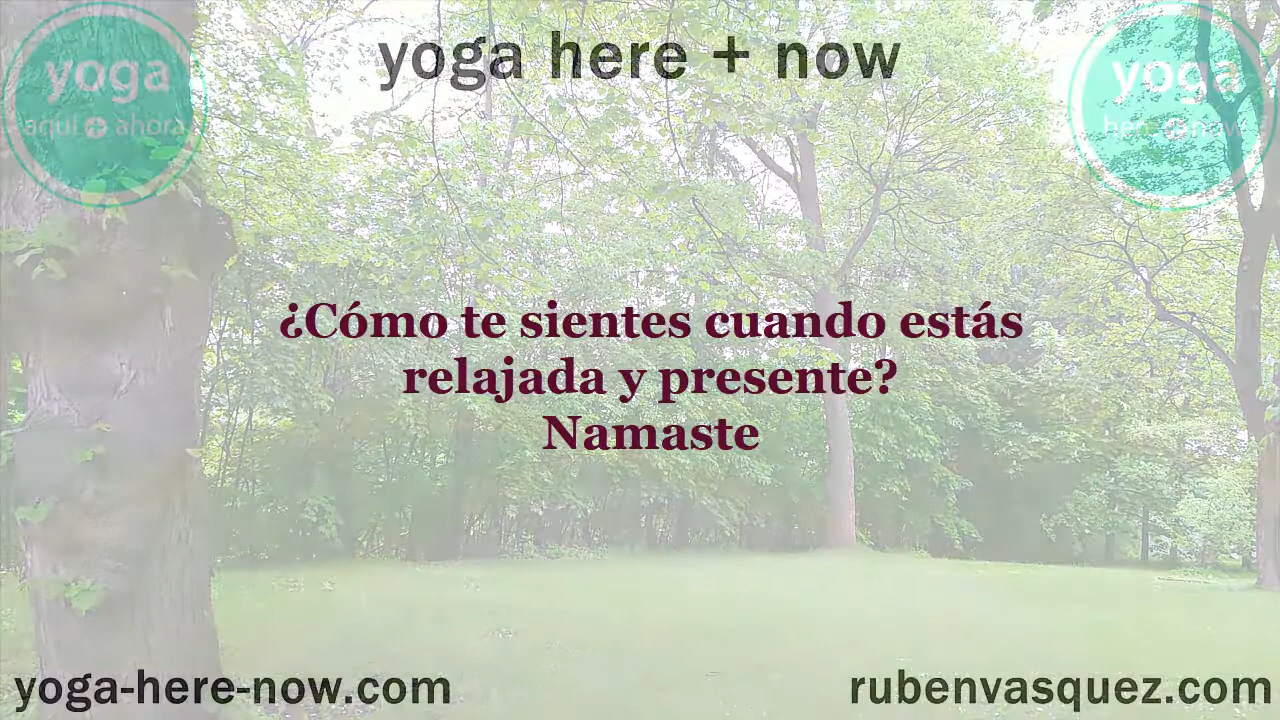 yoga here + now
yoga
aquí + ahora
yoga
here + now
¿Cómo te sientes cuando estás
relajada y presente?
Namaste
yoga-here-now.com
rubenvasquez.com